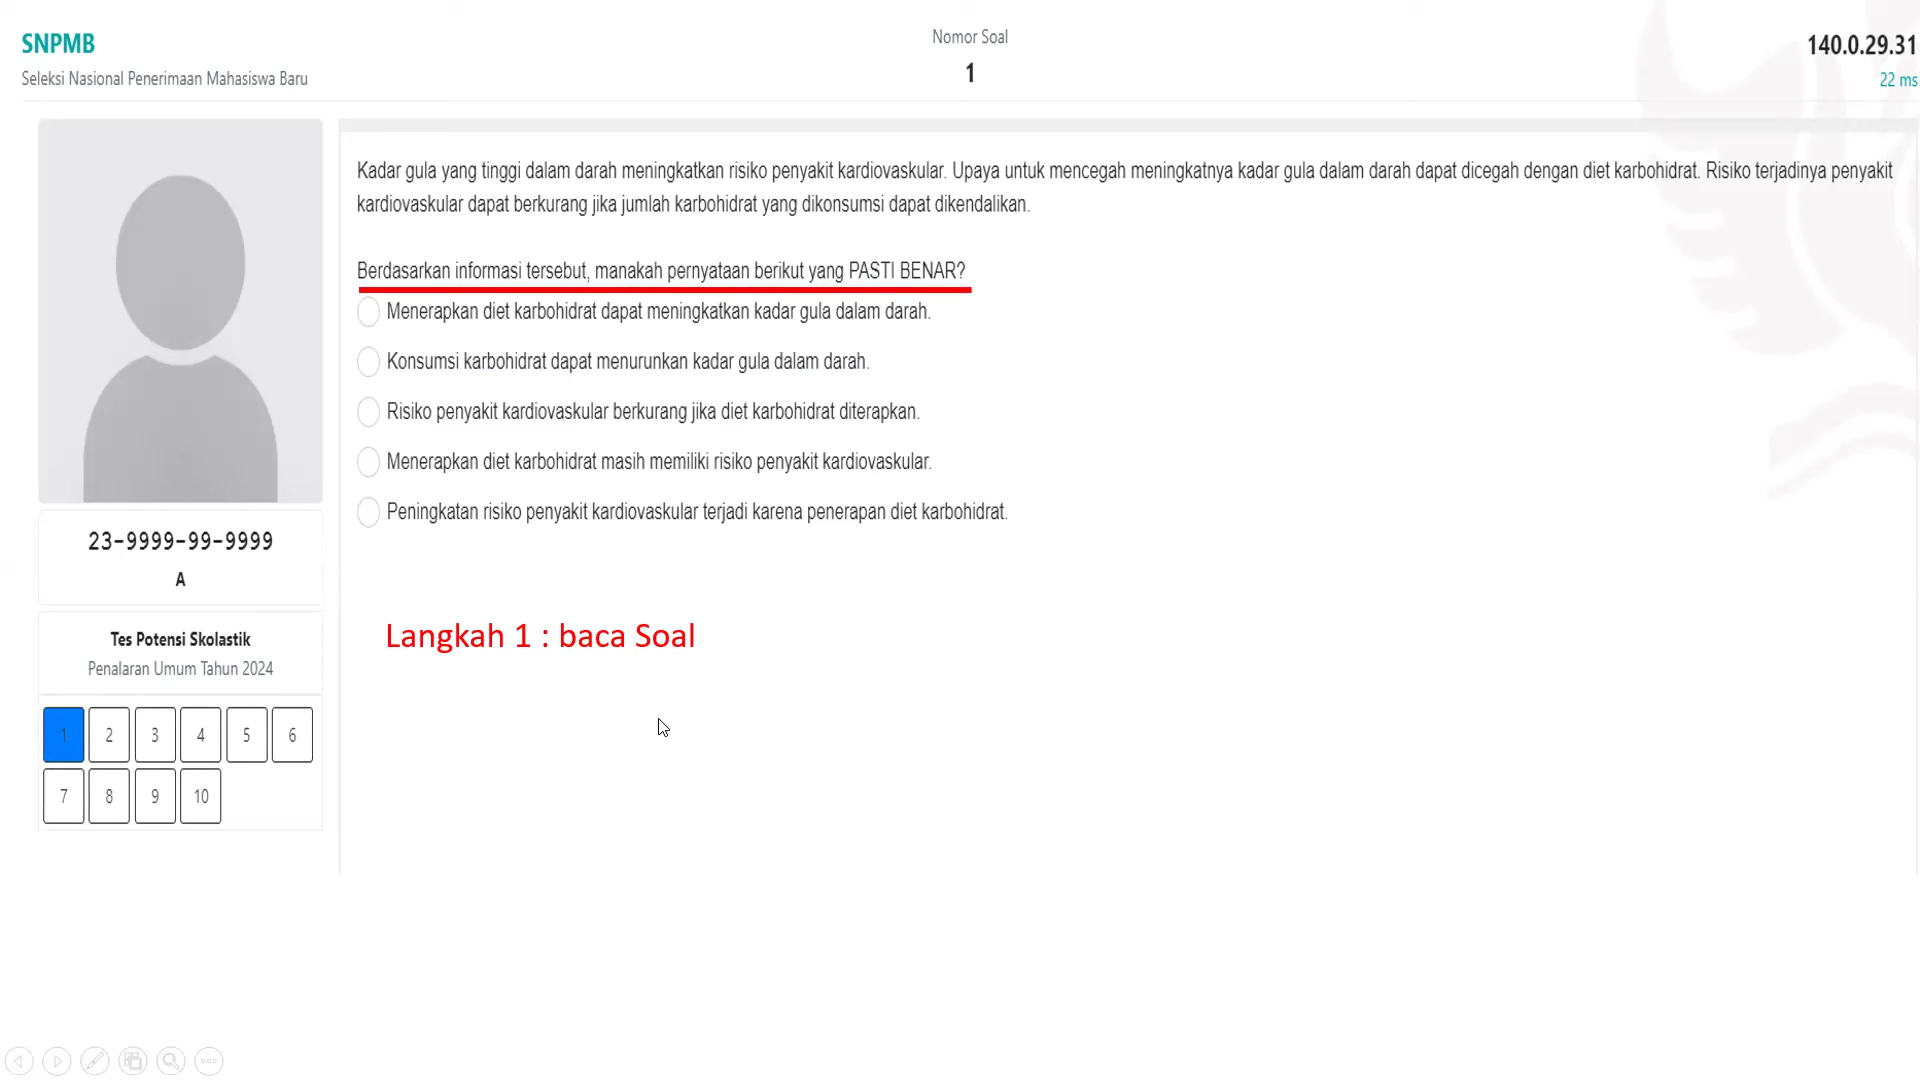 SNPMB
Seleksi Nasional Penerimaan Mahasiswa Baru
Nomor Soal
1
140.0.29.31
22 ms
Kadar gula yang tinggi dalam darah meningkatkan risiko penyakit kardiovaskular. Upaya untuk mencegah meningkatnya kadar gula dalam darah dapat dicegah dengan diet karbohidrat. Risiko terjadinya penyakit
kardiovaskular dapat berkurang jika jumlah karbohidrat yang dikonsumsi dapat dikendalikan.
Berdasarkan informasi tersebut, manakah pernyataan berikut yang PASTI BENAR?
Menerapkan diet karbohidrat dapat meningkatkan kadar gula dalam darah.
Konsumsi karbohidrat dapat menurunkan kadar gula dalam darah.
Risiko penyakit kardiovaskular berkurang jika diet karbohidrat diterapkan.
Menerapkan diet karbohidrat masih memiliki risiko penyakit kardiovaskular.
Peningkatan risiko penyakit kardiovaskular terjadi karena penerapan diet karbohidrat.
23-9999-99-9999
A
Tes Potensi Skolastik
Penalaran Umum Tahun 2024
1 2 3 4 5 6
7 8 9 10
Langkah 1 : baca Soal